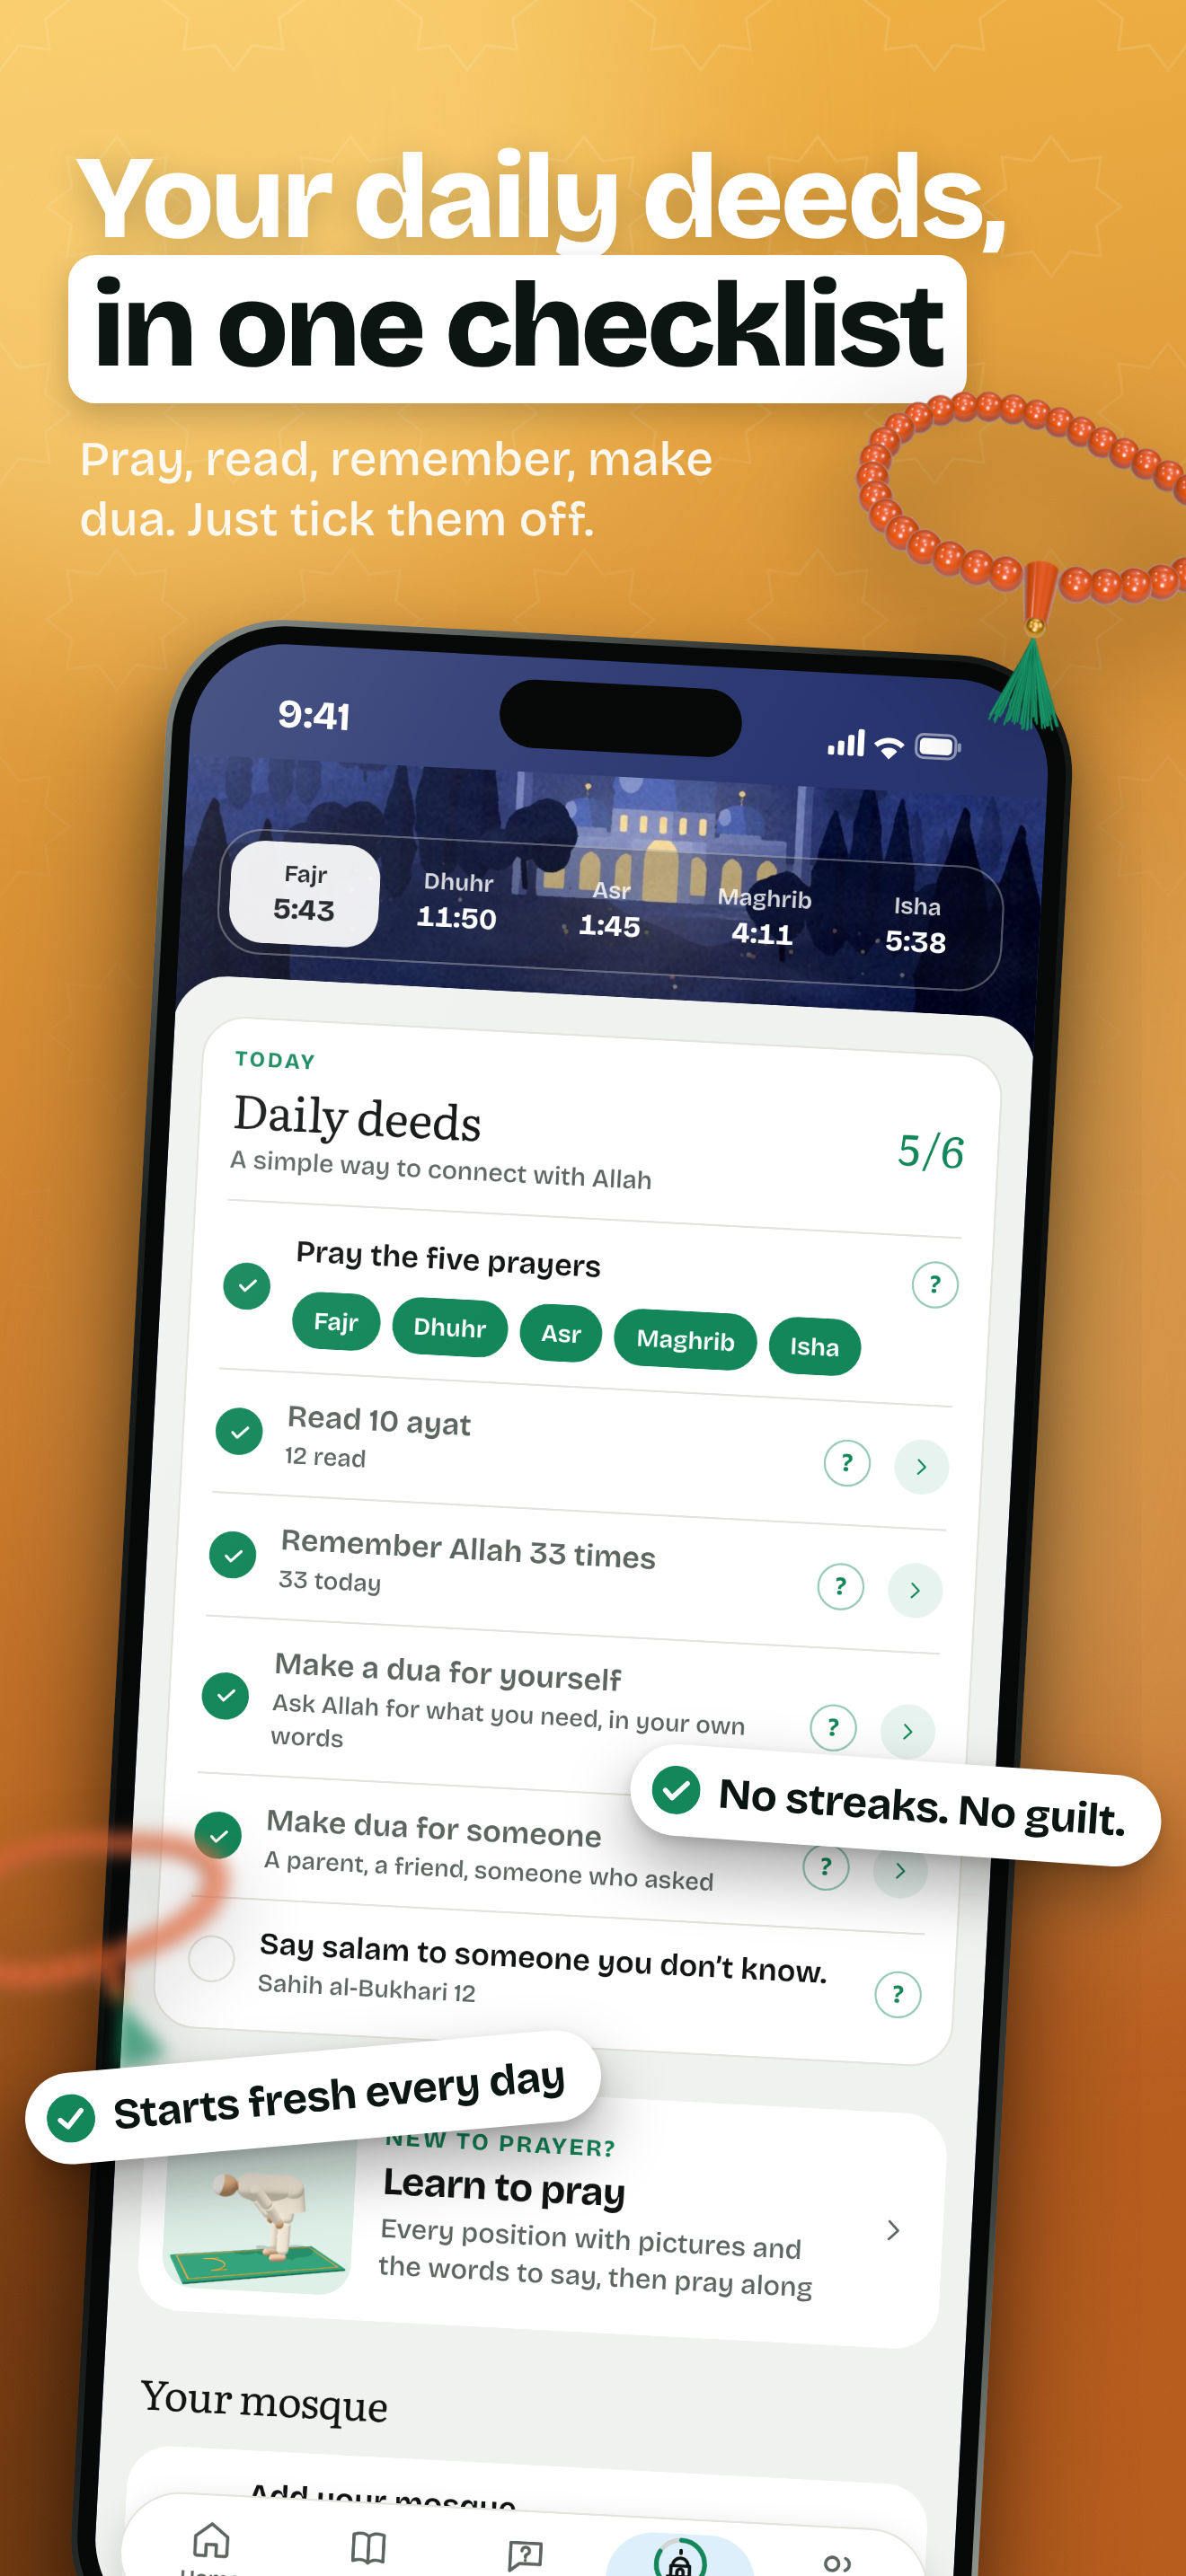 Your daily deeds,
in one checklist
Pray, read, remember, make
dua. Just tick them off.
9:41
Fajr
5:43
Dhuhr
11:50
Asr
1:45
Maghrib
4:11
Isha
5:38
TODAY
Daily deeds
5/6
A simple way to connect with Allah
Pray the five prayers
?
Fajr
Dhuhr
Asr
Maghrib
Isha
Read 10 ayat
12 read
?
Remember Allah 33 times
33 today
?
Make a dua for yourself
Ask Allah for what you need, in your own
words
?
No streaks. No guilt.
Make dua for someone
A parent, a friend, someone who asked
?
Say salam to someone you don't know.
Sahih al-Bukhari 12
?
Starts fresh every day
NEW TO PRAYER?
Learn to pray
Every position with pictures and
the words to say, then pray along
Your mosque
Add your mosque
?
Home